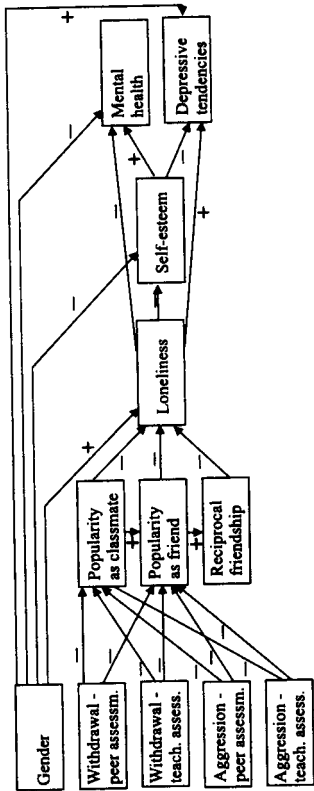 Gender
Withdrawal -
peer assessm.
Withdrawal -
teach. assess.
Aggression -
peer assessm.
Aggression -
teach. assess.
Popularity
as classmate
Popularity
as friend
Reciprocal
friendship
Loneliness
Self-esteem
Mental
health
Depressive
tendencies